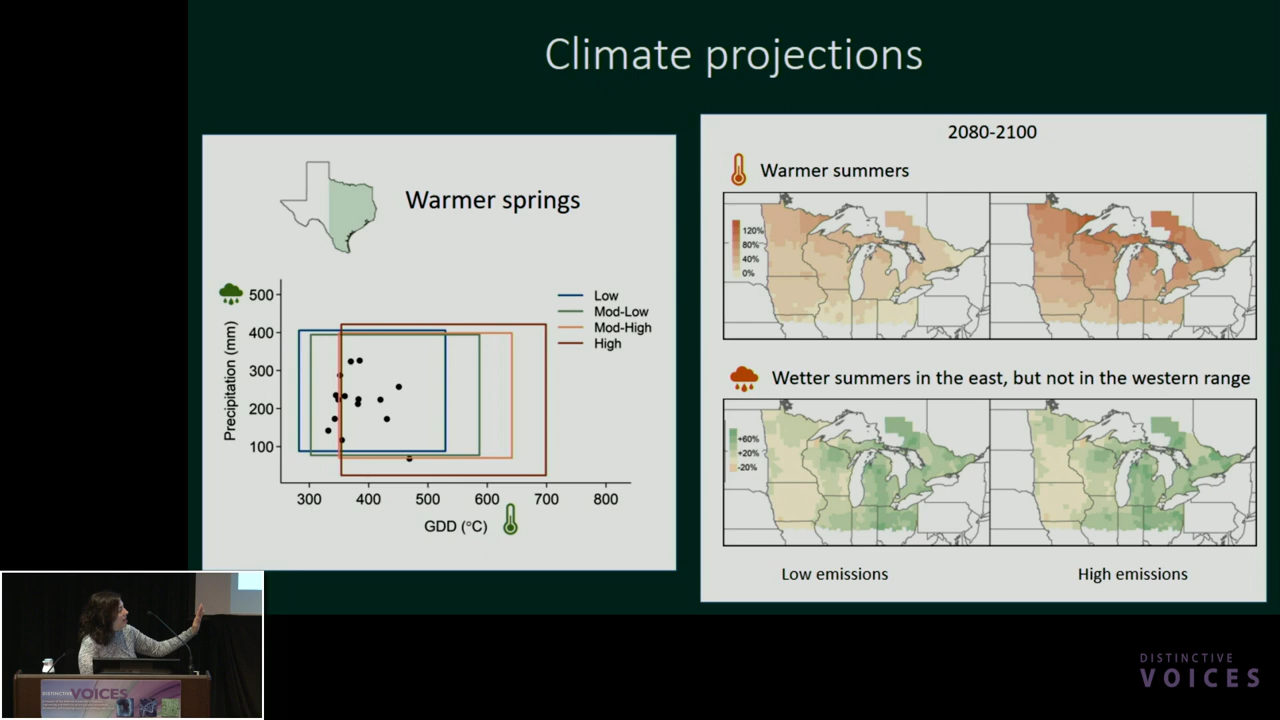 Climate projections
Warmer springs
500
400
300
200
100
Precipitation (mm)
300 400 500 600 700 800
GDD (°C)
Low
Mod-Low
Mod-High
High
2080-2100
Warmer summers
120%
80%
40%
0%
Wetter summers in the east, but not in the western range
+60%
+20%
-20%
Low emissions
High emissions
DISTINCTIVE VOICES
DISTINCTIVE
VOICES